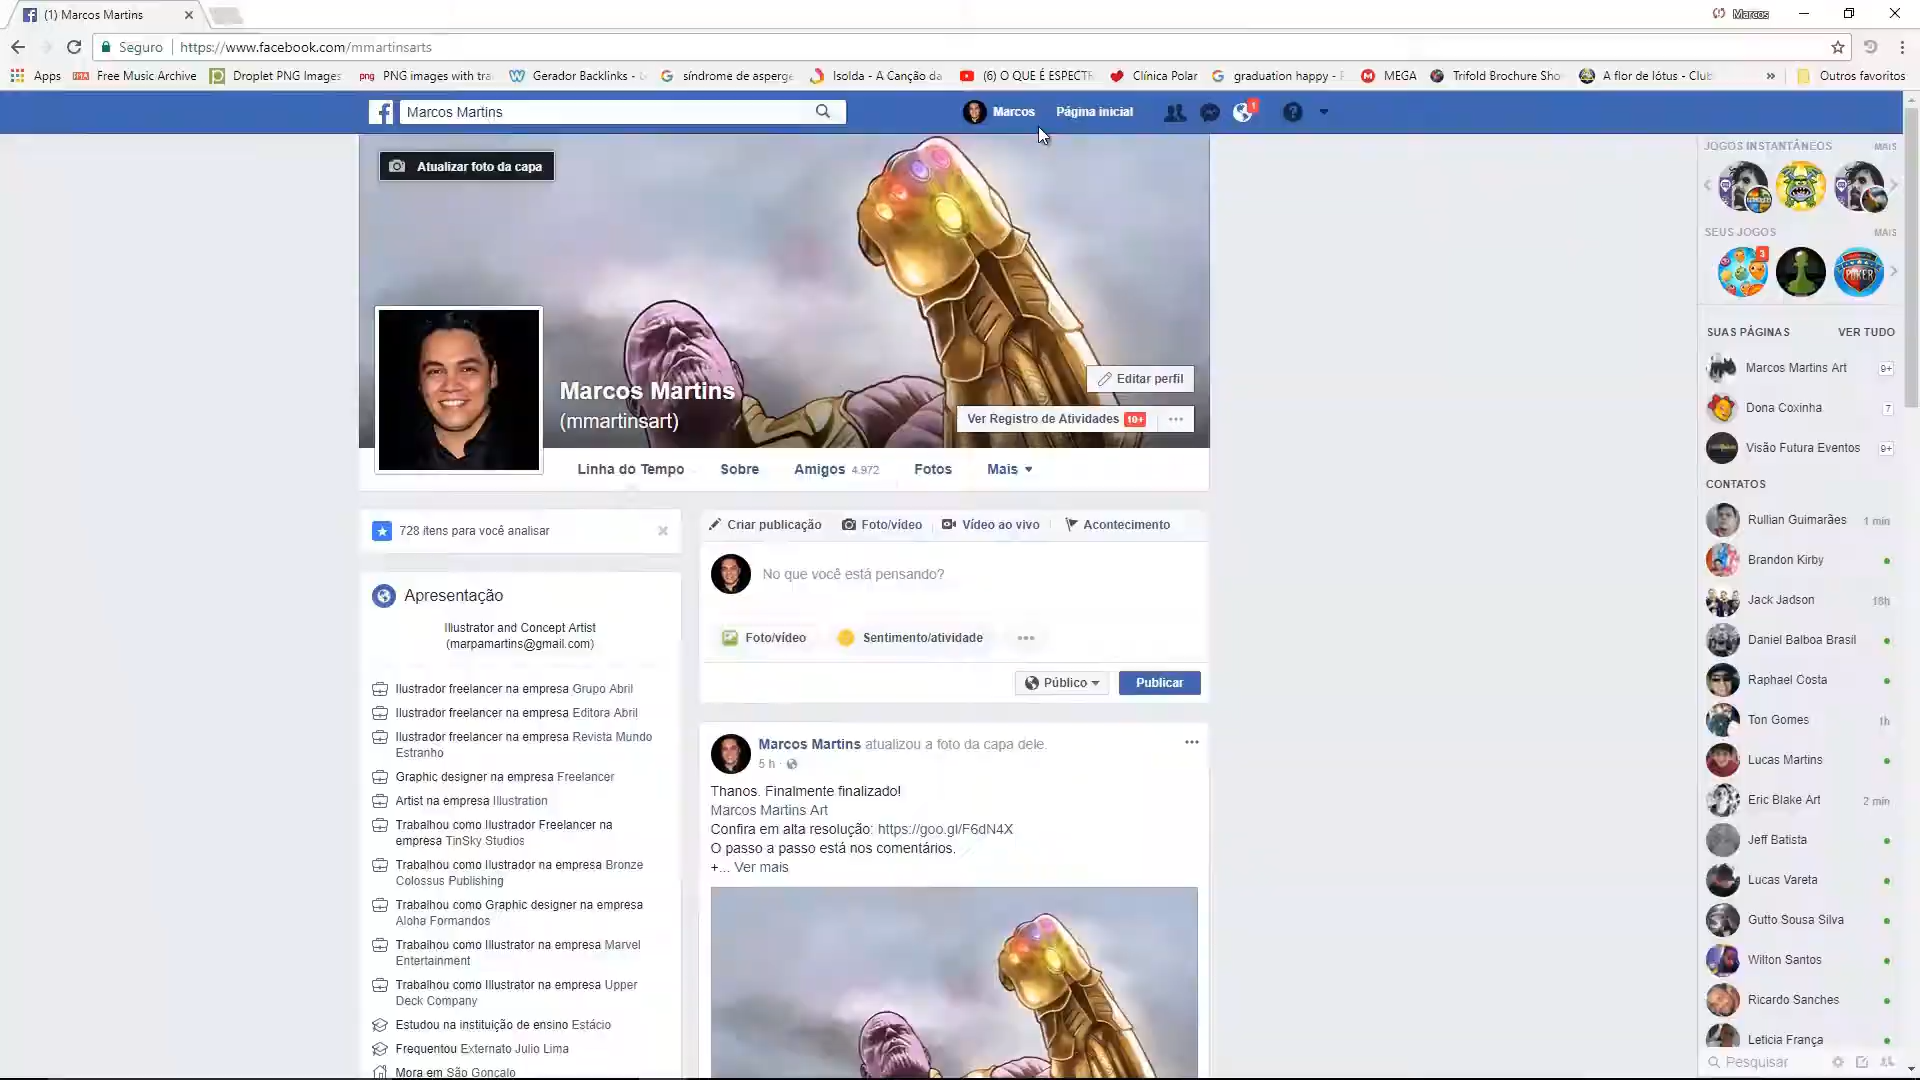 (1) Marcos Martins
Marcos
Seguro
https://www.facebook.com/mmartinsarts
Apps
Free Music Archive
Droplet PNG Images
png
PNG images with tra
Gerador Backlinks -
síndrome de asperge
Isolda - A Canção da
(6) O QUE É ESPECTR
Clínica Polar
graduation happy -
MEGA
Trifold Brochure Sho
A flor de lótus - Club
»
Outros favoritos
Marcos Martins
Marcos
Página inicial
1
Atualizar foto da capa
Marcos Martins
(mmartinsart)
Editar perfil
Ver Registro de Atividades 10+
Linha do Tempo
Sobre
Amigos 4.972
Fotos
Mais
728 itens para você analisar
Apresentação
Illustrator and Concept Artist
(marpamartins@gmail.com)
Ilustrador freelancer na empresa Grupo Abril
Ilustrador freelancer na empresa Editora Abril
Ilustrador freelancer na empresa Revista Mundo
Estranho
Graphic designer na empresa Freelancer
Artist na empresa Illustration
Trabalhou como Ilustrador Freelancer na
empresa TinSky Studios
Trabalhou como Ilustrador na empresa Bronze
Colossus Publishing
Trabalhou como Graphic designer na empresa
Aloha Formandos
Trabalhou como Illustrator na empresa Marvel
Entertainment
Trabalhou como Illustrator na empresa Upper
Deck Company
Estudou na instituição de ensino Estácio
Frequentou Externato Julio Lima
Mora em São Gonçalo
Criar publicação
Foto/vídeo
Vídeo ao vivo
Acontecimento
No que você está pensando?
Foto/vídeo
Sentimento/atividade
Público
Publicar
Marcos Martins atualizou a foto da capa dele.
5 h ·
Thanos. Finalmente finalizado!
Marcos Martins Art
Confira em alta resolução: https://goo.gl/F6dN4X
O passo a passo está nos comentários.
+... Ver mais
JOGOS INSTANTÂNEOS
MAIS
SEUS JOGOS
MAIS
3
POKER
SUAS PÁGINAS
VER TUDO
Marcos Martins Art 9+
Dona Coxinha 7
Visão Futura Eventos 9+
CONTATOS
Rullian Guimarães 1 min
Brandon Kirby
Jack Jadson 18h
Daniel Balboa Brasil
Raphael Costa
Ton Gomes 1h
Lucas Martins
Eric Blake Art 2 min
Jeff Batista
Lucas Vareta
Gutto Sousa Silva
Wilton Santos
Ricardo Sanches
Leticia França
Pesquisar